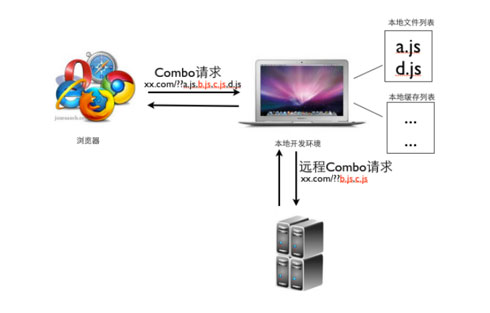 Combo请求
xx.com/??a.js,b.js,c.js,d.js
浏览器
本地开发环境
本地文件列表
a.js
d.js
本地缓存列表
...
...
远程Combo请求
xx.com/??b.js,c.js